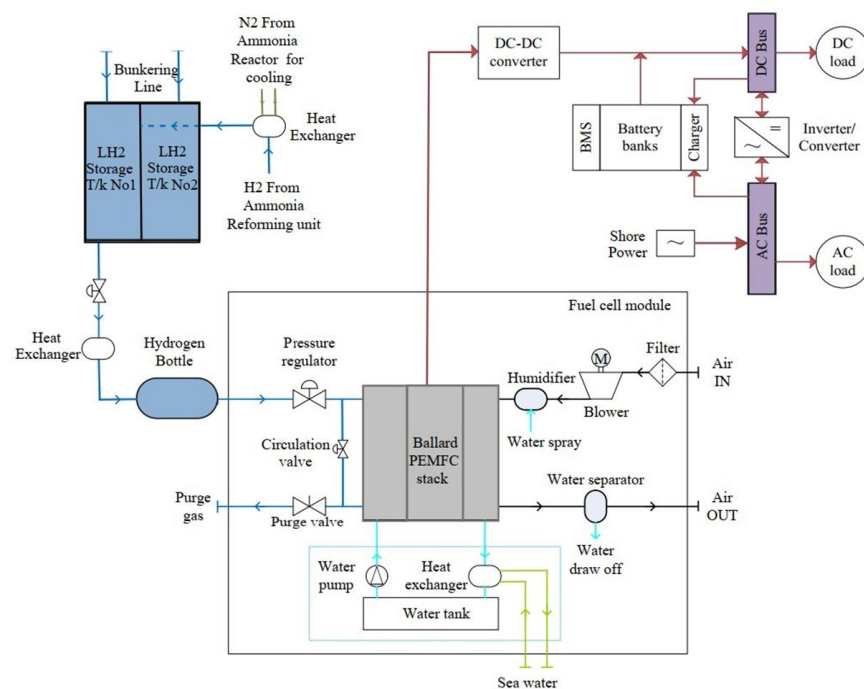 N2 From
Ammonia
Reactor for
cooling
Bunkering
Line
Heat
Exchanger
LH2
Storage
T/k No1
LH2
Storage
T/k No2
H2 From
Ammonia
Reforming unit
DC-DC
converter
DC Bus
DC
load
BMS
Battery
banks
Charger
Inverter/
Converter
~
=
Shore
Power
~
AC Bus
AC
load
Fuel cell module
Heat
Exchanger
Hydrogen
Bottle
Pressure
regulator
M
Filter
Air
IN
Humidifier
Blower
Water spray
Circulation
valve
Ballard
PEMFC
stack
Water separator
Purge
gas
Purge valve
Air
OUT
Water
draw off
Water
pump
Heat
exchanger
Water tank
Sea water